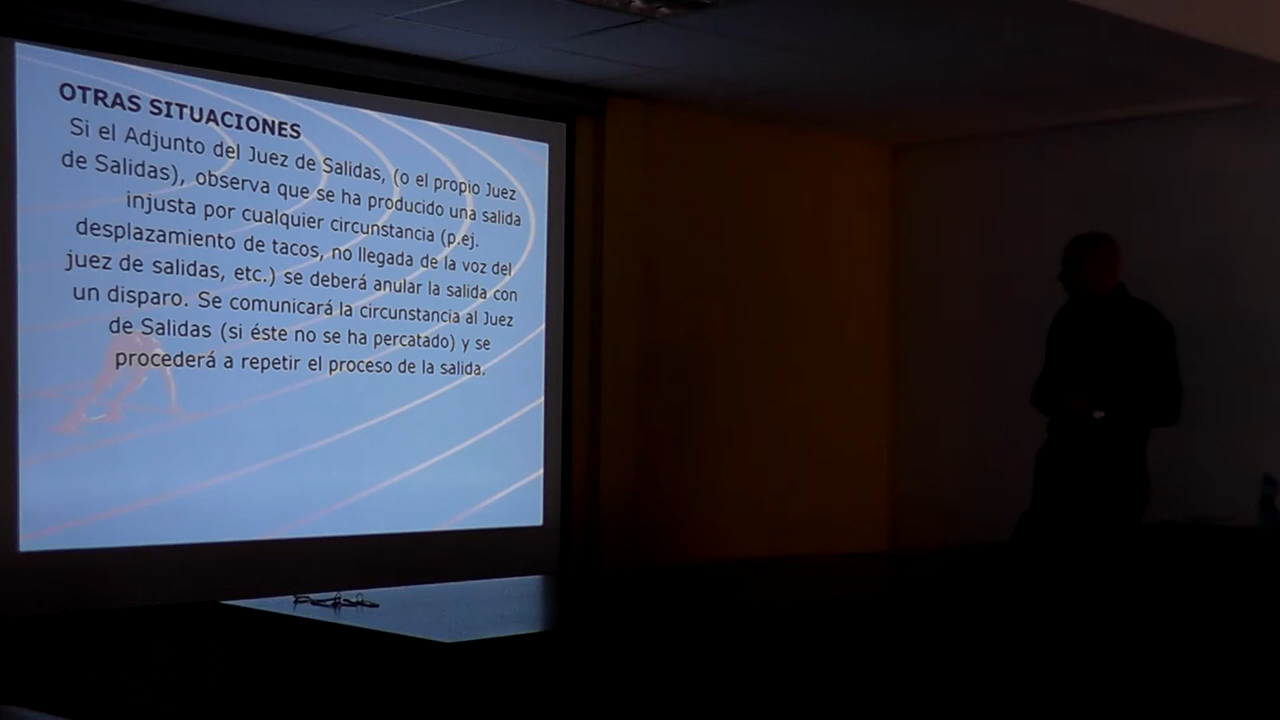 OTRAS SITUACIONES
Si el Adjunto del Juez de Salidas, (o el propio Juez
de Salidas), observa que se ha producido una salida
injusta por cualquier circunstancia (p.ej.
desplazamiento de tacos, no llegada de la voz del
juez de salidas, etc.) se deberá anular la salida con
un disparo. Se comunicará la circunstancia al Juez
de Salidas (si éste no se ha percatado) y se
procederá a repetir el proceso de la salida.